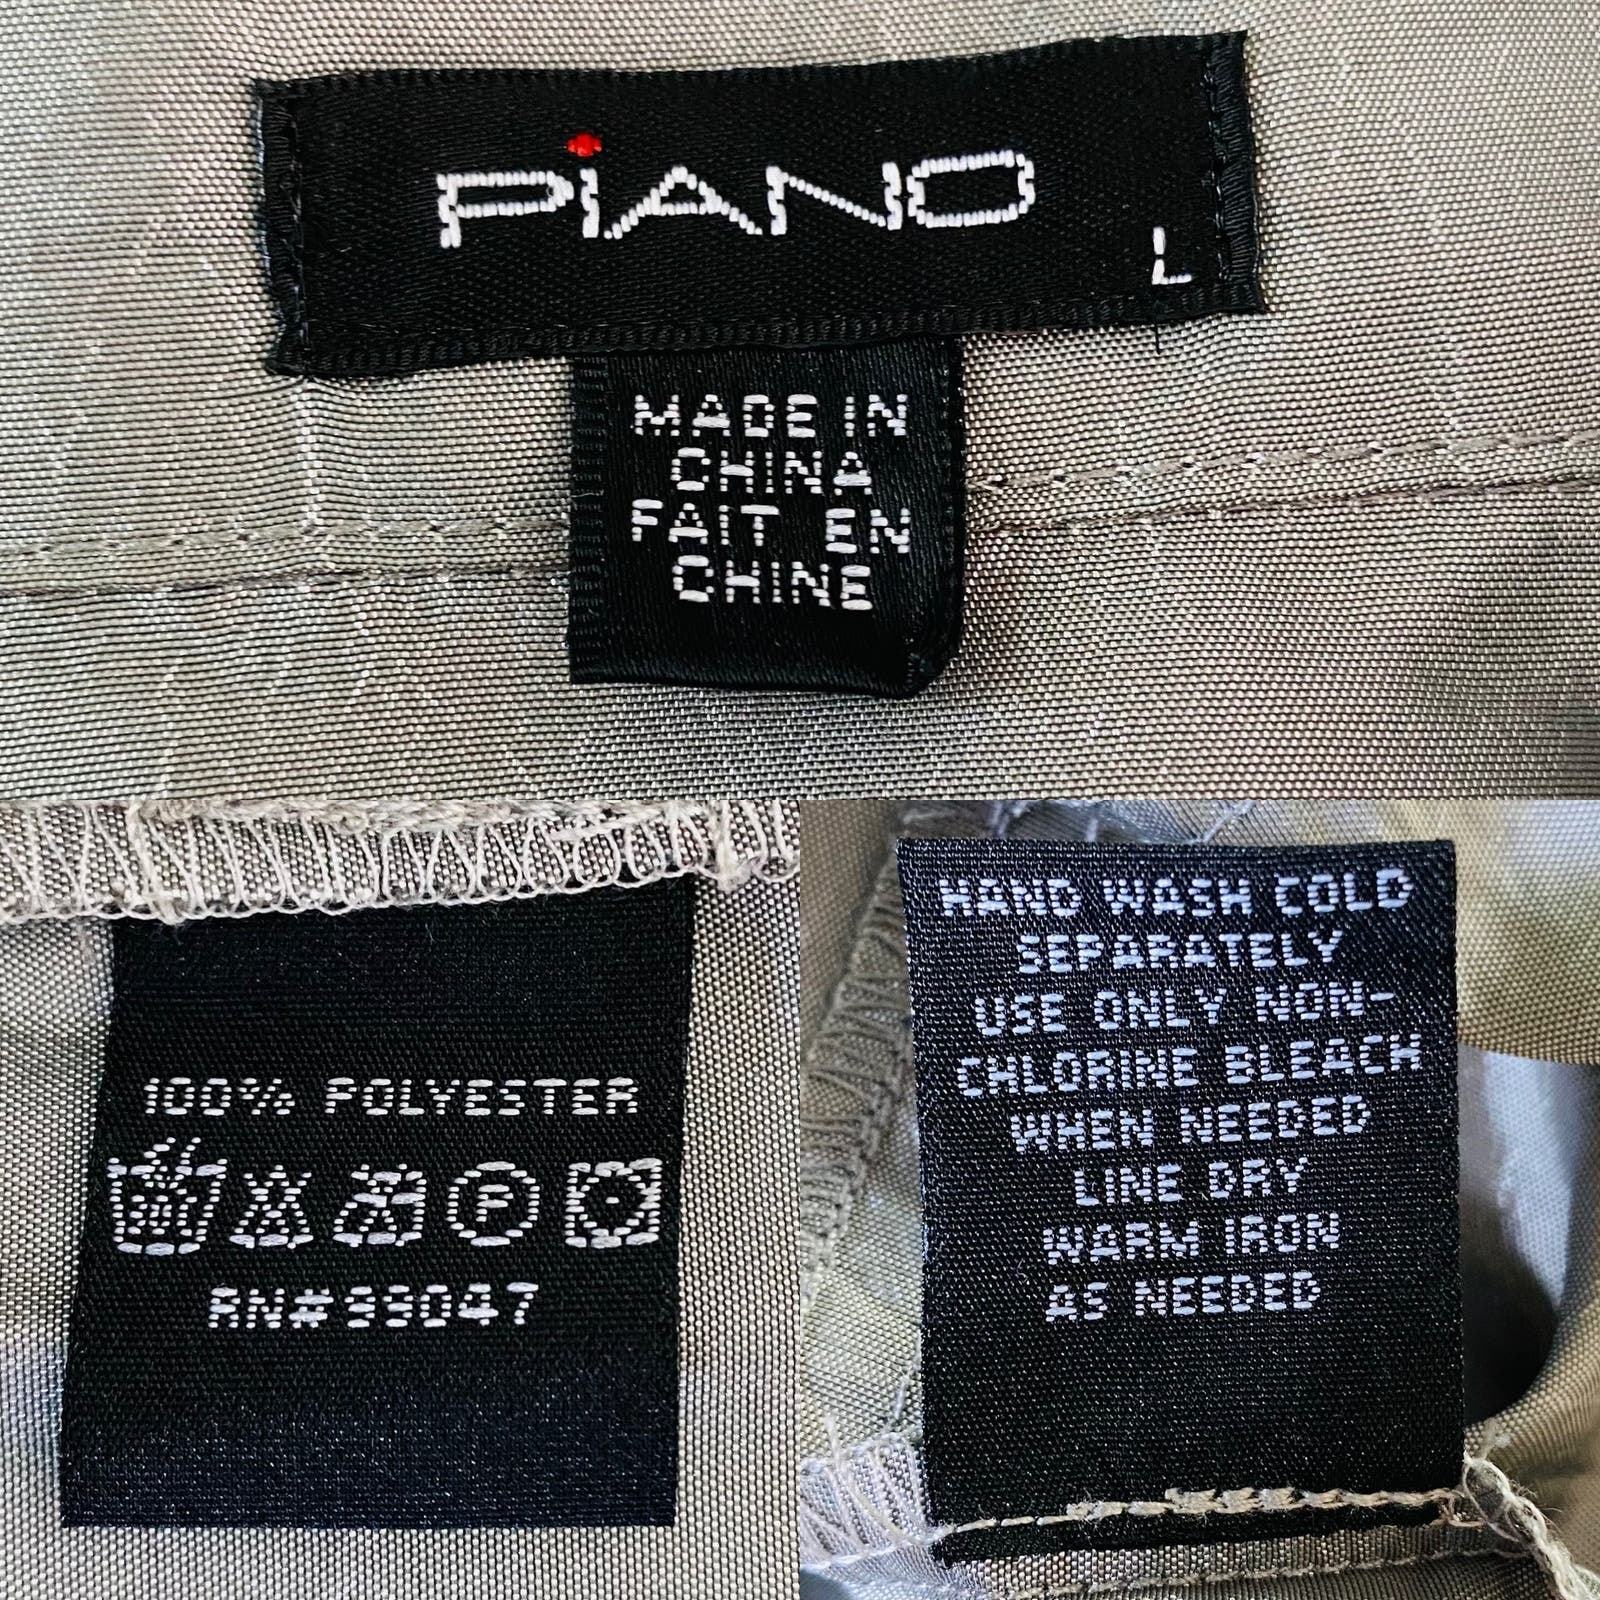 PiANO
L
MADE IN
CHINA
FAIT EN
CHINE
100% POLYESTER
P
RN#93047
HAND WASH COLD
SEPARATELY
USE ONLY NON-
CHLORINE BLEACH
WHEN NEEDED
LINE DRY
WARM IRON
AS NEEDED